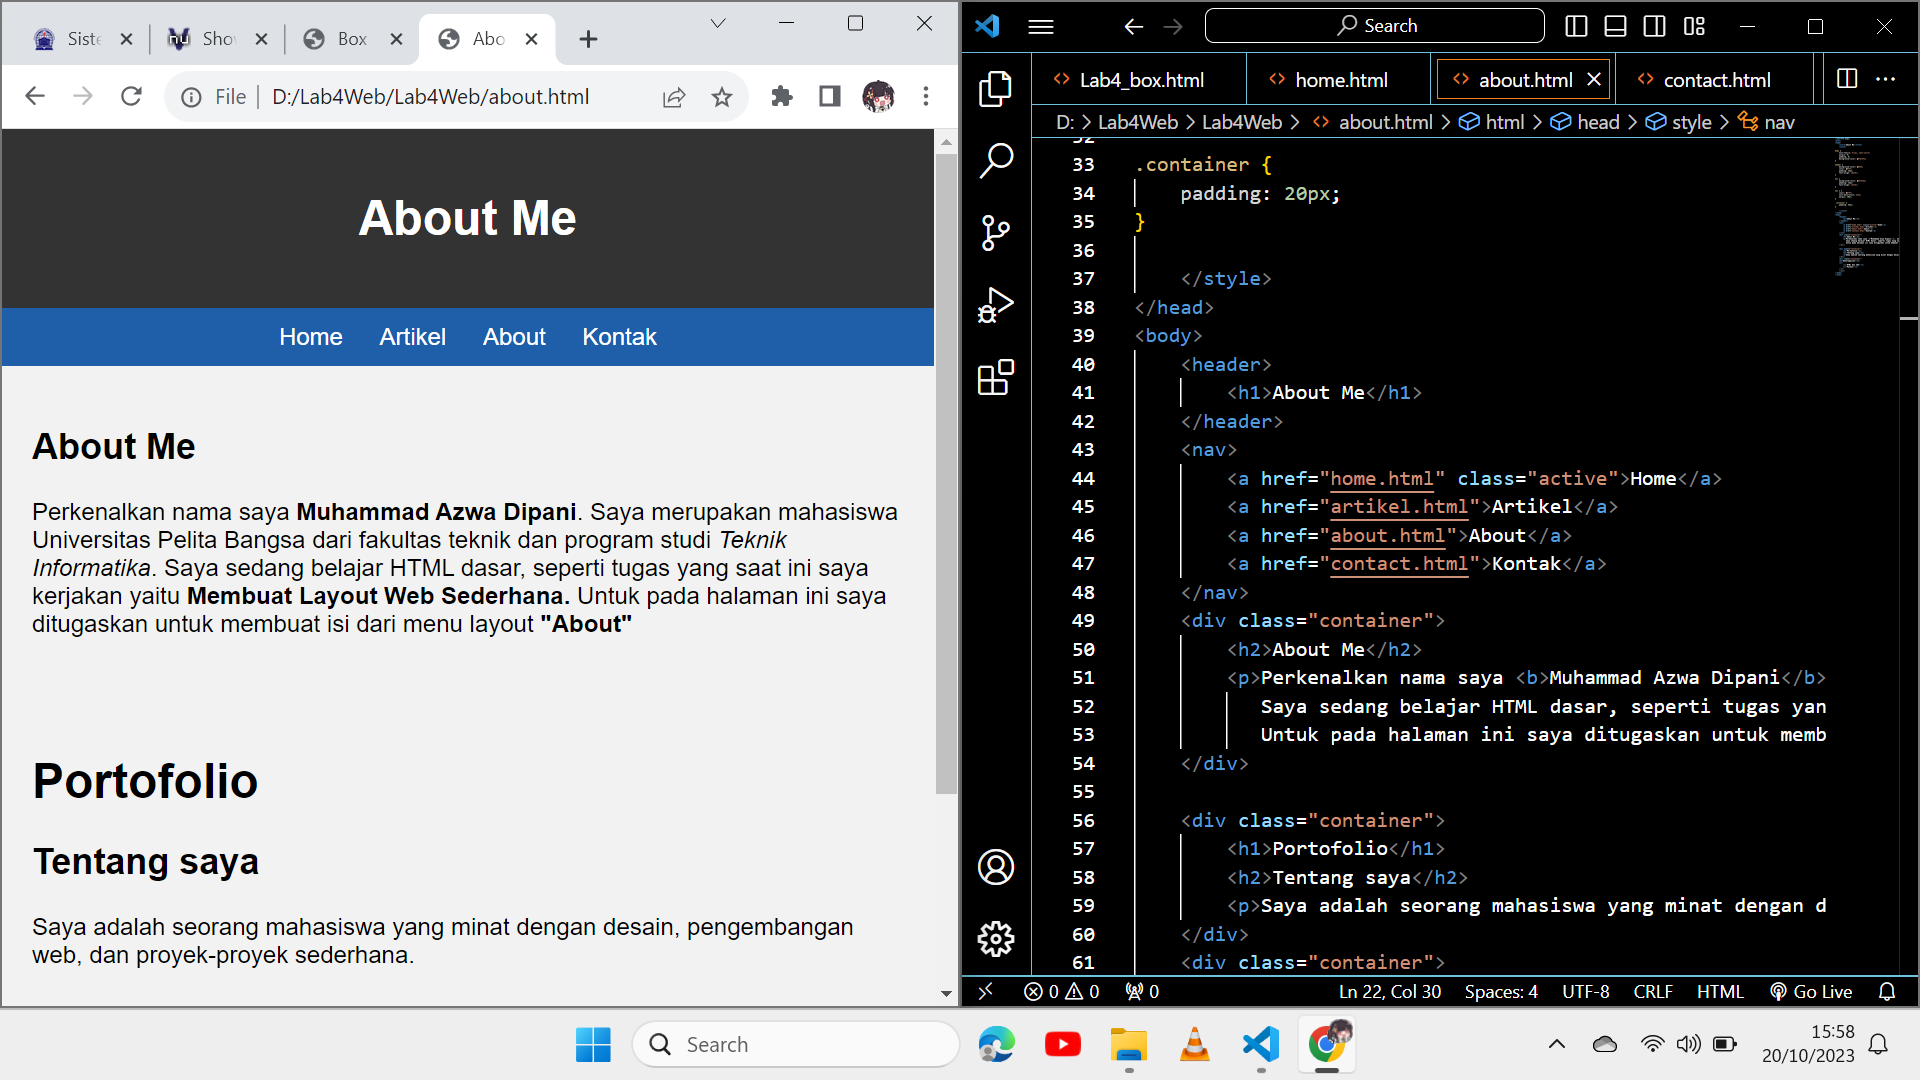 Siste
Sho
Box
Abo
File
D:/Lab4Web/Lab4Web/about.html
About Me
Home Artikel About Kontak
About Me
Perkenalkan nama saya Muhammad Azwa Dipani. Saya merupakan mahasiswa
Universitas Pelita Bangsa dari fakultas teknik dan program studi Teknik
Informatika. Saya sedang belajar HTML dasar, seperti tugas yang saat ini saya
kerjakan yaitu Membuat Layout Web Sederhana. Untuk pada halaman ini saya
ditugaskan untuk membuat isi dari menu layout "About"
Portofolio
Tentang saya
Saya adalah seorang mahasiswa yang minat dengan desain, pengembangan
web, dan proyek-proyek sederhana.
Search
Lab4_box.html home.html about.html contact.html
D: > Lab4Web > Lab4Web > about.html > html > head > style > nav
33 .container {
34 padding: 20px;
35 }
36
37 </style>
38 </head>
39 <body>
40 <header>
41 <h1>About Me</h1>
42 </header>
43 <nav>
44 <a href="home.html" class="active">Home</a>
45 <a href="artikel.html">Artikel</a>
46 <a href="about.html">About</a>
47 <a href="contact.html">Kontak</a>
48 </nav>
49 <div class="container">
50 <h2>About Me</h2>
51 <p>Perkenalkan nama saya <b>Muhammad Azwa Dipani</b>
52 Saya sedang belajar HTML dasar, seperti tugas yan
53 Untuk pada halaman ini saya ditugaskan untuk memb
54 </div>
55
56 <div class="container">
57 <h1>Portofolio</h1>
58 <h2>Tentang saya</h2>
59 <p>Saya adalah seorang mahasiswa yang minat dengan d
60 </div>
61 <div class="container">
0 0 0 Ln 22, Col 30 Spaces: 4 UTF-8 CRLF HTML Go Live
Search
15:58
20/10/2023